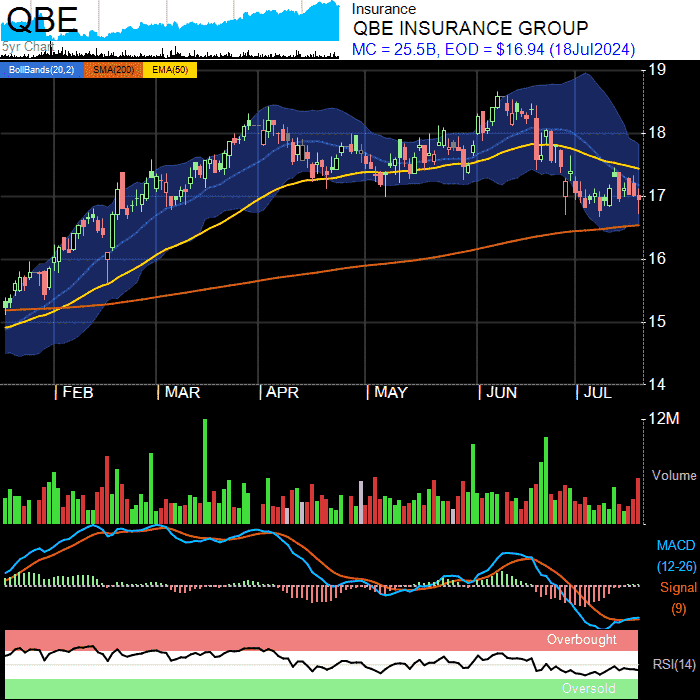 QBE
5yr Chart
Insurance
QBE INSURANCE GROUP
MC = 25.5B, EOD = $16.94 (18Jul2024)
BollBands(20,2) SMA(200) EMA(50)
19
18
17
16
15
14
| FEB | MAR | APR | MAY | JUN | JUL
12M
Volume
MACD
(12-26)
Signal
(9)
Overbought
RSI(14)
Oversold